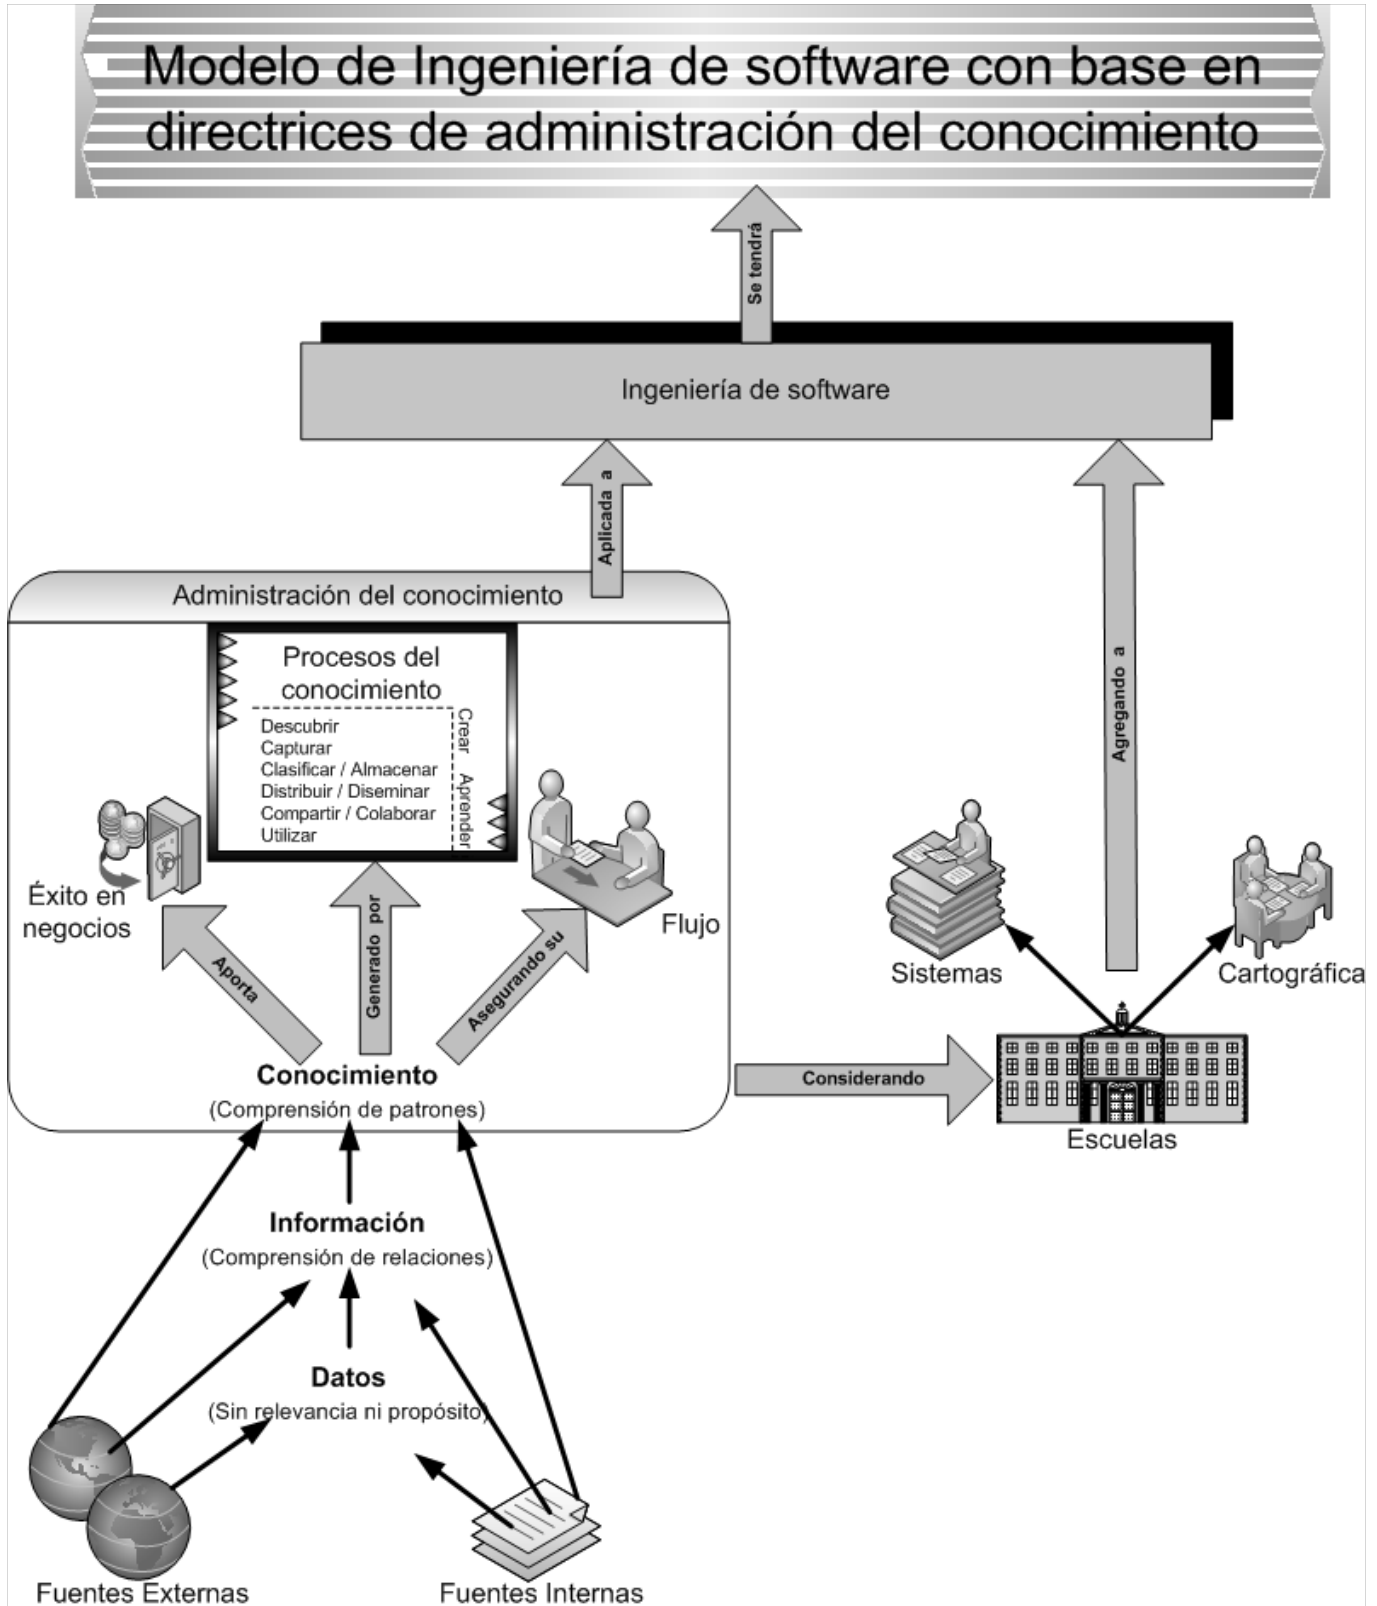 Modelo de Ingeniería de software con base en
directrices de administración del conocimiento
Se tendrá
Ingeniería de software
Aplicada a
Agregando a
Administración del conocimiento
Procesos del
conocimiento
Descubrir
Capturar
Clasificar / Almacenar
Distribuir / Diseminar
Compartir / Colaborar
Utilizar
Crear Aprender
Éxito en
negocios
Flujo
Aporta
Generado por
Asegurando su
Sistemas
Cartográfica
Conocimiento
(Comprensión de patrones)
Considerando
Escuelas
Información
(Comprensión de relaciones)
Datos
(Sin relevancia ni propósito)
Fuentes Externas
Fuentes Internas